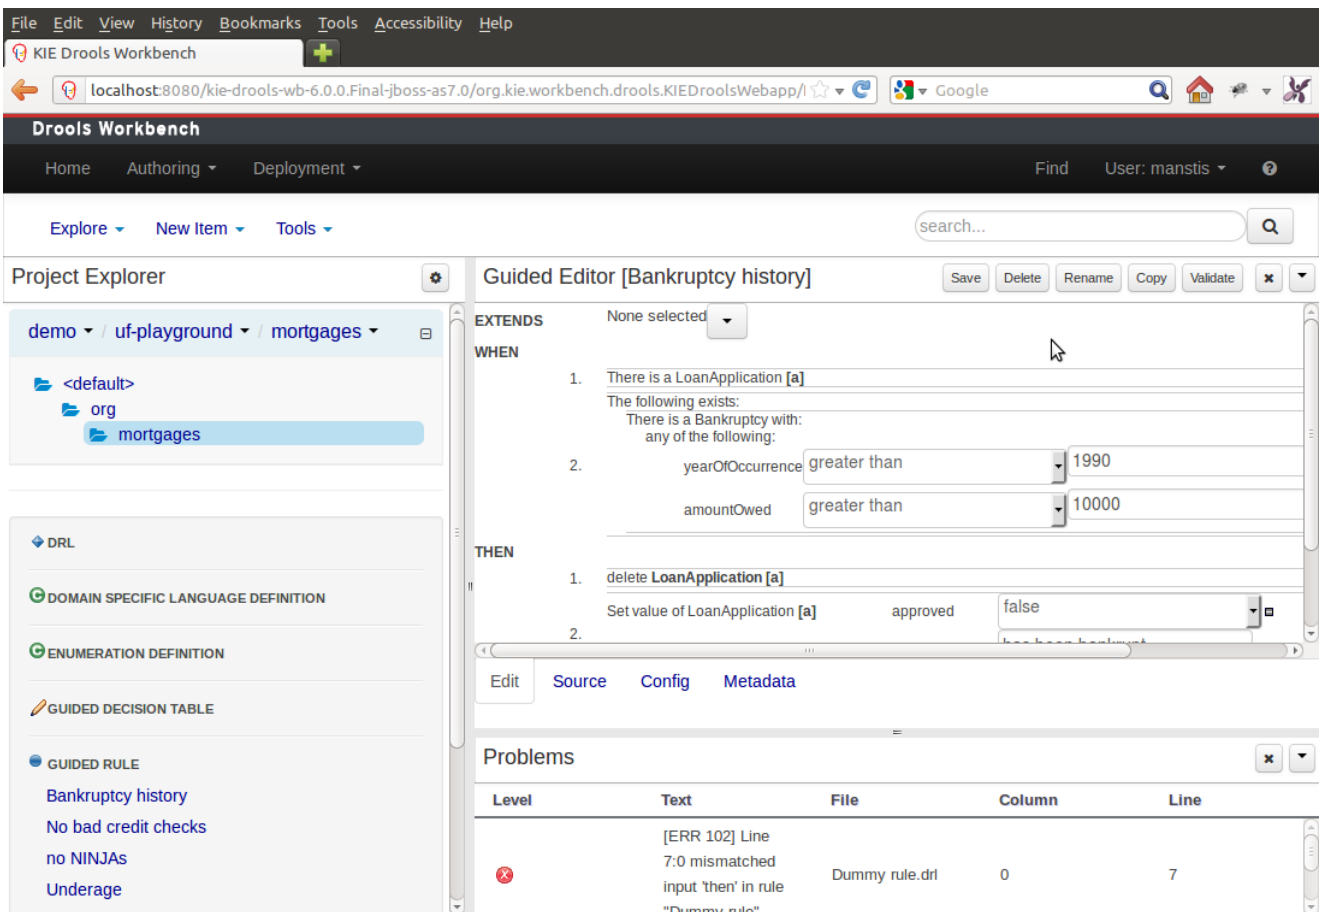 File Edit View History Bookmarks Tools Accessibility Help
KIE Drools Workbench
localhost:8080/kie-drools-wb-6.0.0.Final-jboss-as7.0/org.kie.workbench.drools.KIEDroolsWebapp/ Google
Drools Workbench
Home Authoring Deployment Find User: manstis
Explore New Item Tools search...
Project Explorer
demo / uf-playground / mortgages
<default>
org
mortgages
DRL
DOMAIN SPECIFIC LANGUAGE DEFINITION
ENUMERATION DEFINITION
GUIDED DECISION TABLE
GUIDED RULE
Bankruptcy history
No bad credit checks
no NINJAs
Underage
Guided Editor [Bankruptcy history] Save Delete Rename Copy Validate
EXTENDS None selected
WHEN
1. There is a LoanApplication [a]
The following exists:
There is a Bankruptcy with:
any of the following:
2. yearOfOccurrence greater than 1990
amountOwed greater than 10000
THEN
1. delete LoanApplication [a]
Set value of LoanApplication [a] approved false
2. has been bankrupt
Edit Source Config Metadata
Problems
Level Text File Column Line
[ERR 102] Line
7:0 mismatched
input 'then' in rule
"Dummy rule"
Dummy rule.drl 0 7